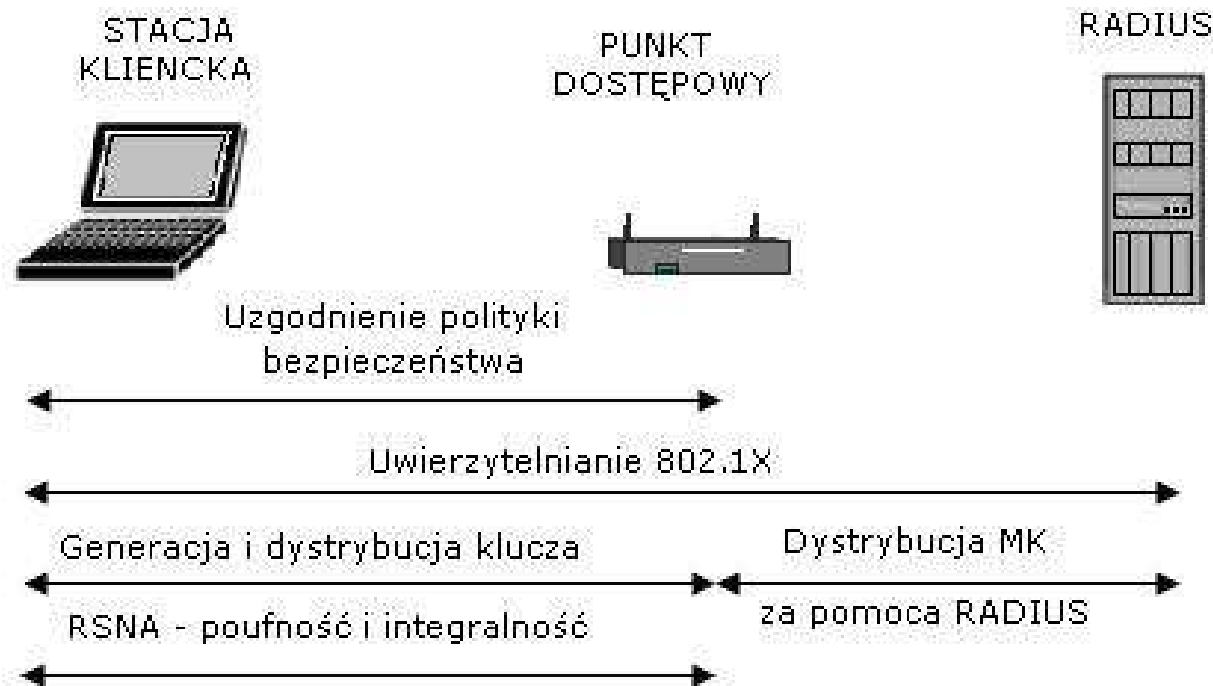 STACJA
KLIENCKA
PUNKT
DOSTĘPOWY
RADIUS
Uzgodnienie polityki
bezpieczeństwa
Uwierzytelnianie 802.1X
Generacja i dystrybucja klucza
Dystrybucja MK
za pomoca RADIUS
RSNA - poufność i integralność